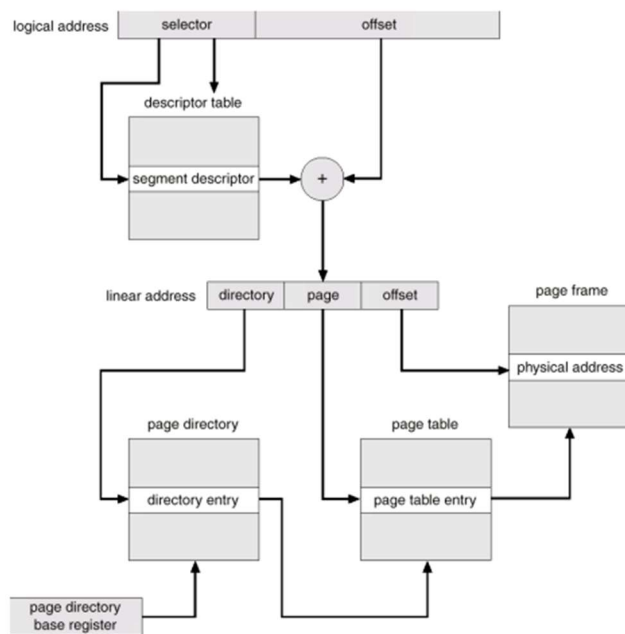 logical address
selector
offset
descriptor table
segment descriptor
+
linear address
directory
page
offset
page frame
physical address
page directory
page table
directory entry
page table entry
page directory
base register